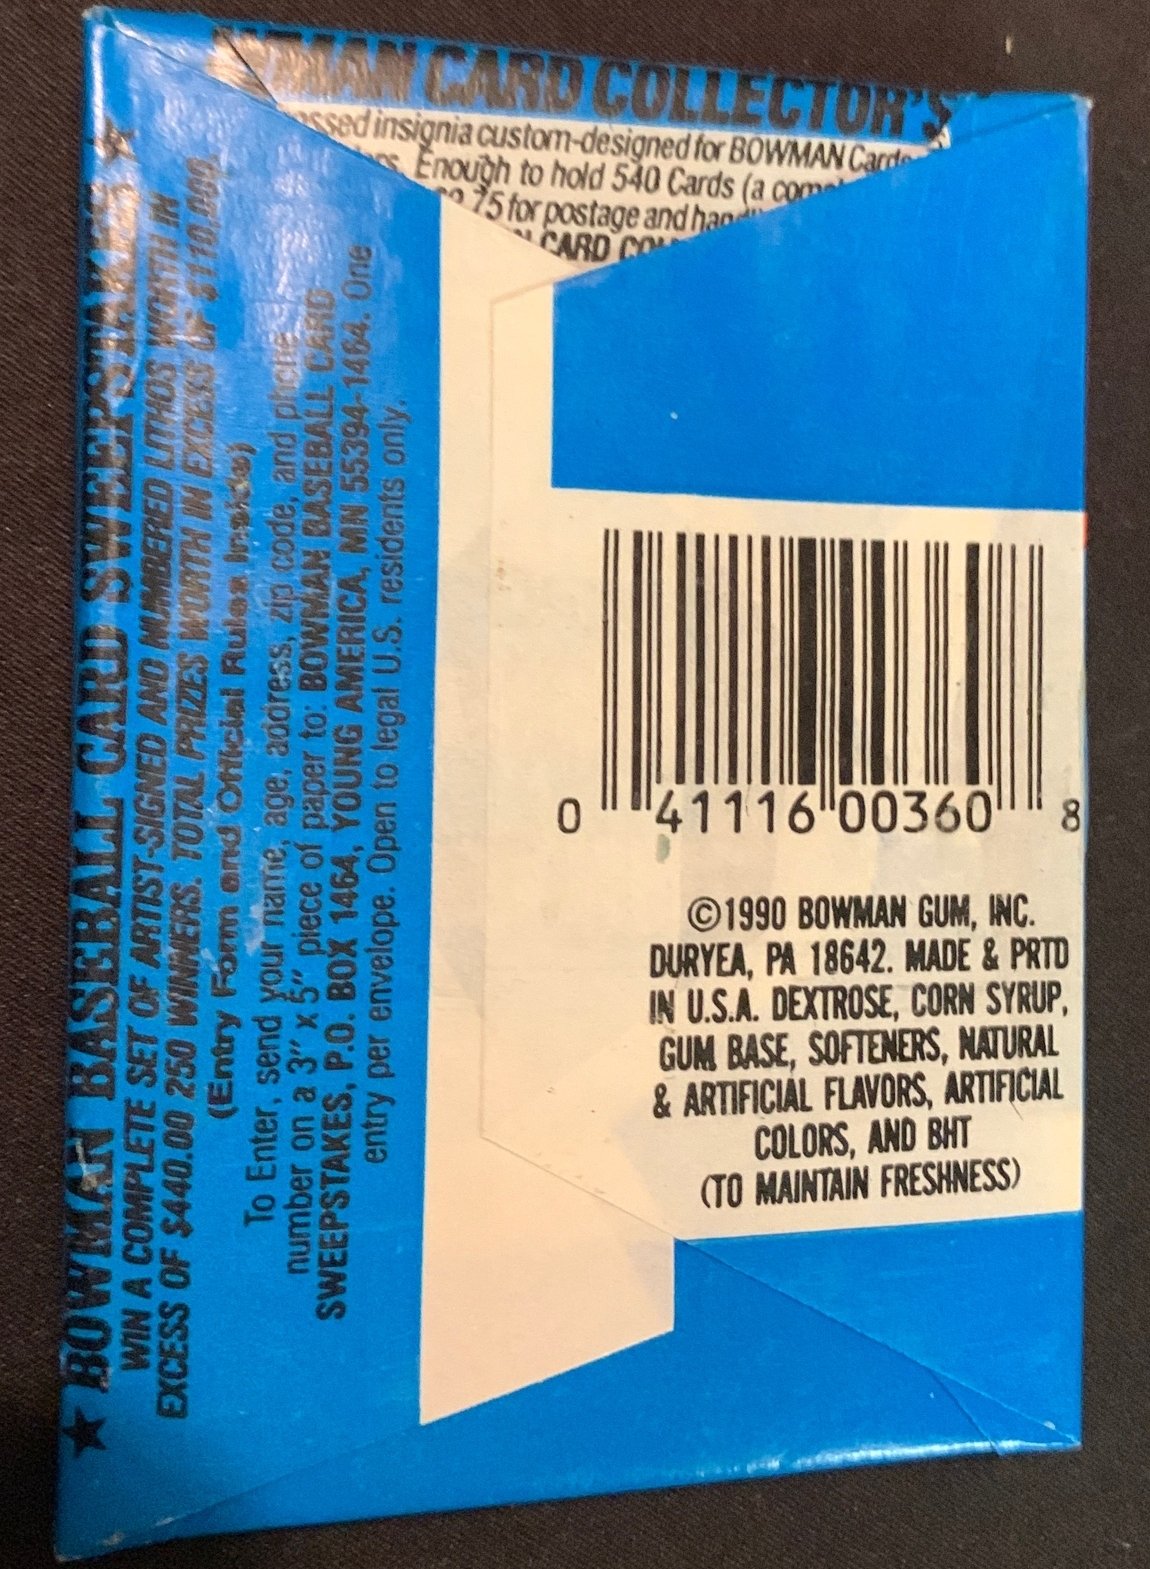 MAN CARD COLLECTOR'S
ssed insignia custom-designed for BOWMAN Cards
Enough to hold 540 Cards (a
75 for postage and
CARD
★ BOWMAN BASEBALL CARD SWEEPSTAKES ★
WIN A COMPLETE SET OF ARTIST-SIGNED AND NUMBERED LITHOS WORTH IN
EXCESS OF $440.00 250 WINNERS. TOTAL PRIZES WORTH IN EXCESS OF $110,000.
(Entry Form and Official Rules Inside)
To Enter, send your name, age, address, zip code, and phone
number on a 3" x 5" piece of paper to: BOWMAN BASEBALL CARD
SWEEPSTAKES, P.O. BOX 1464, YOUNG AMERICA, MN 55394-1464. One
entry per envelope. Open to legal U.S. residents only.
0 41116 00360 8
©1990 BOWMAN GUM, INC.
DURYEA, PA 18642. MADE & PRTD
IN U.S.A. DEXTROSE, CORN SYRUP,
GUM BASE, SOFTENERS, NATURAL
& ARTIFICIAL FLAVORS, ARTIFICIAL
COLORS, AND BHT
(TO MAINTAIN FRESHNESS)